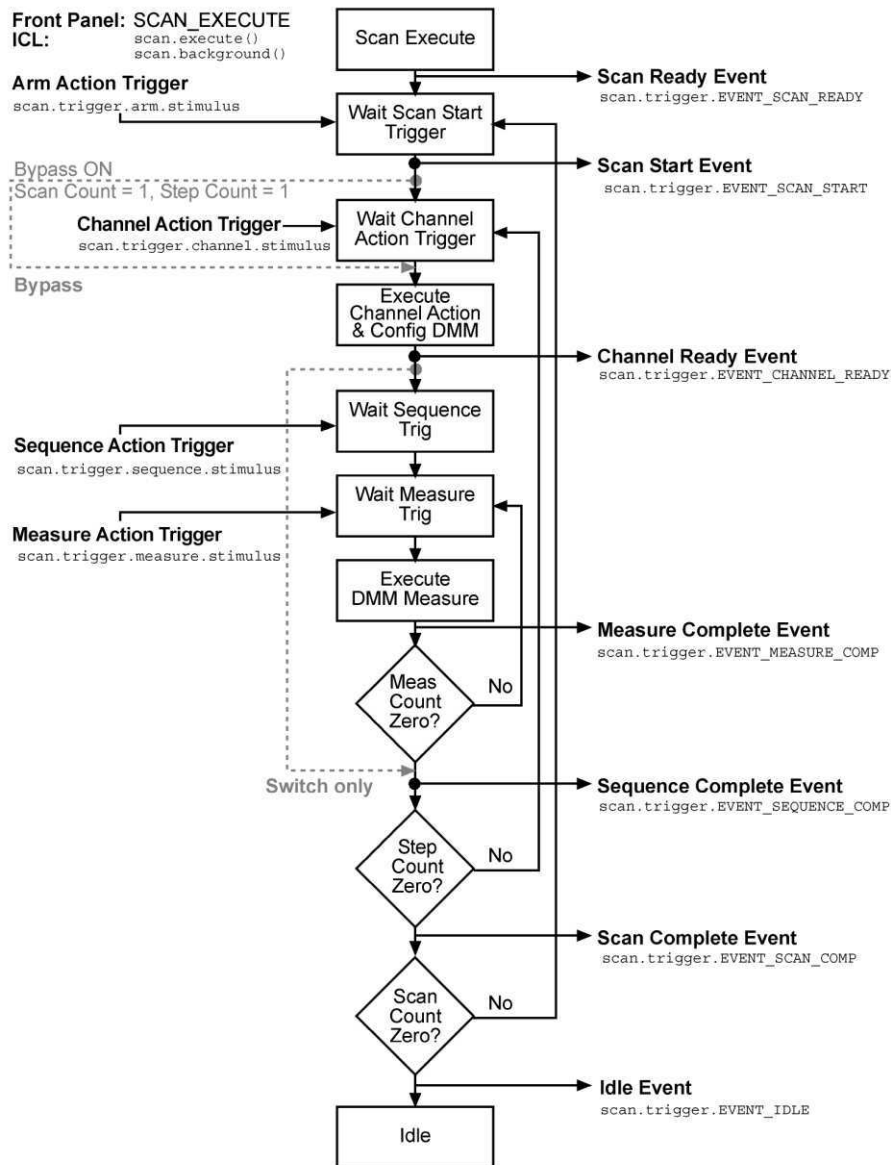 Front Panel: SCAN_EXECUTE
ICL: scan.execute()
scan.background()
Scan Execute
Scan Ready Event
scan.trigger.EVENT_SCAN_READY
Arm Action Trigger
scan.trigger.arm.stimulus
Wait Scan Start
Trigger
Bypass ON
Scan Count = 1, Step Count = 1
Scan Start Event
scan.trigger.EVENT_SCAN_START
Channel Action Trigger
scan.trigger.channel.stimulus
Wait Channel
Action Trigger
Bypass
Execute
Channel Action
& Config DMM
Channel Ready Event
scan.trigger.EVENT_CHANNEL_READY
Wait Sequence
Trig
Sequence Action Trigger
scan.trigger.sequence.stimulus
Wait Measure
Trig
Measure Action Trigger
scan.trigger.measure.stimulus
Execute
DMM Measure
Measure Complete Event
scan.trigger.EVENT_MEASURE_COMP
Meas
Count
Zero?
No
Switch only
Sequence Complete Event
scan.trigger.EVENT_SEQUENCE_COMP
Step
Count
Zero?
No
Scan Complete Event
scan.trigger.EVENT_SCAN_COMP
Scan
Count
Zero?
No
Idle Event
scan.trigger.EVENT_IDLE
Idle